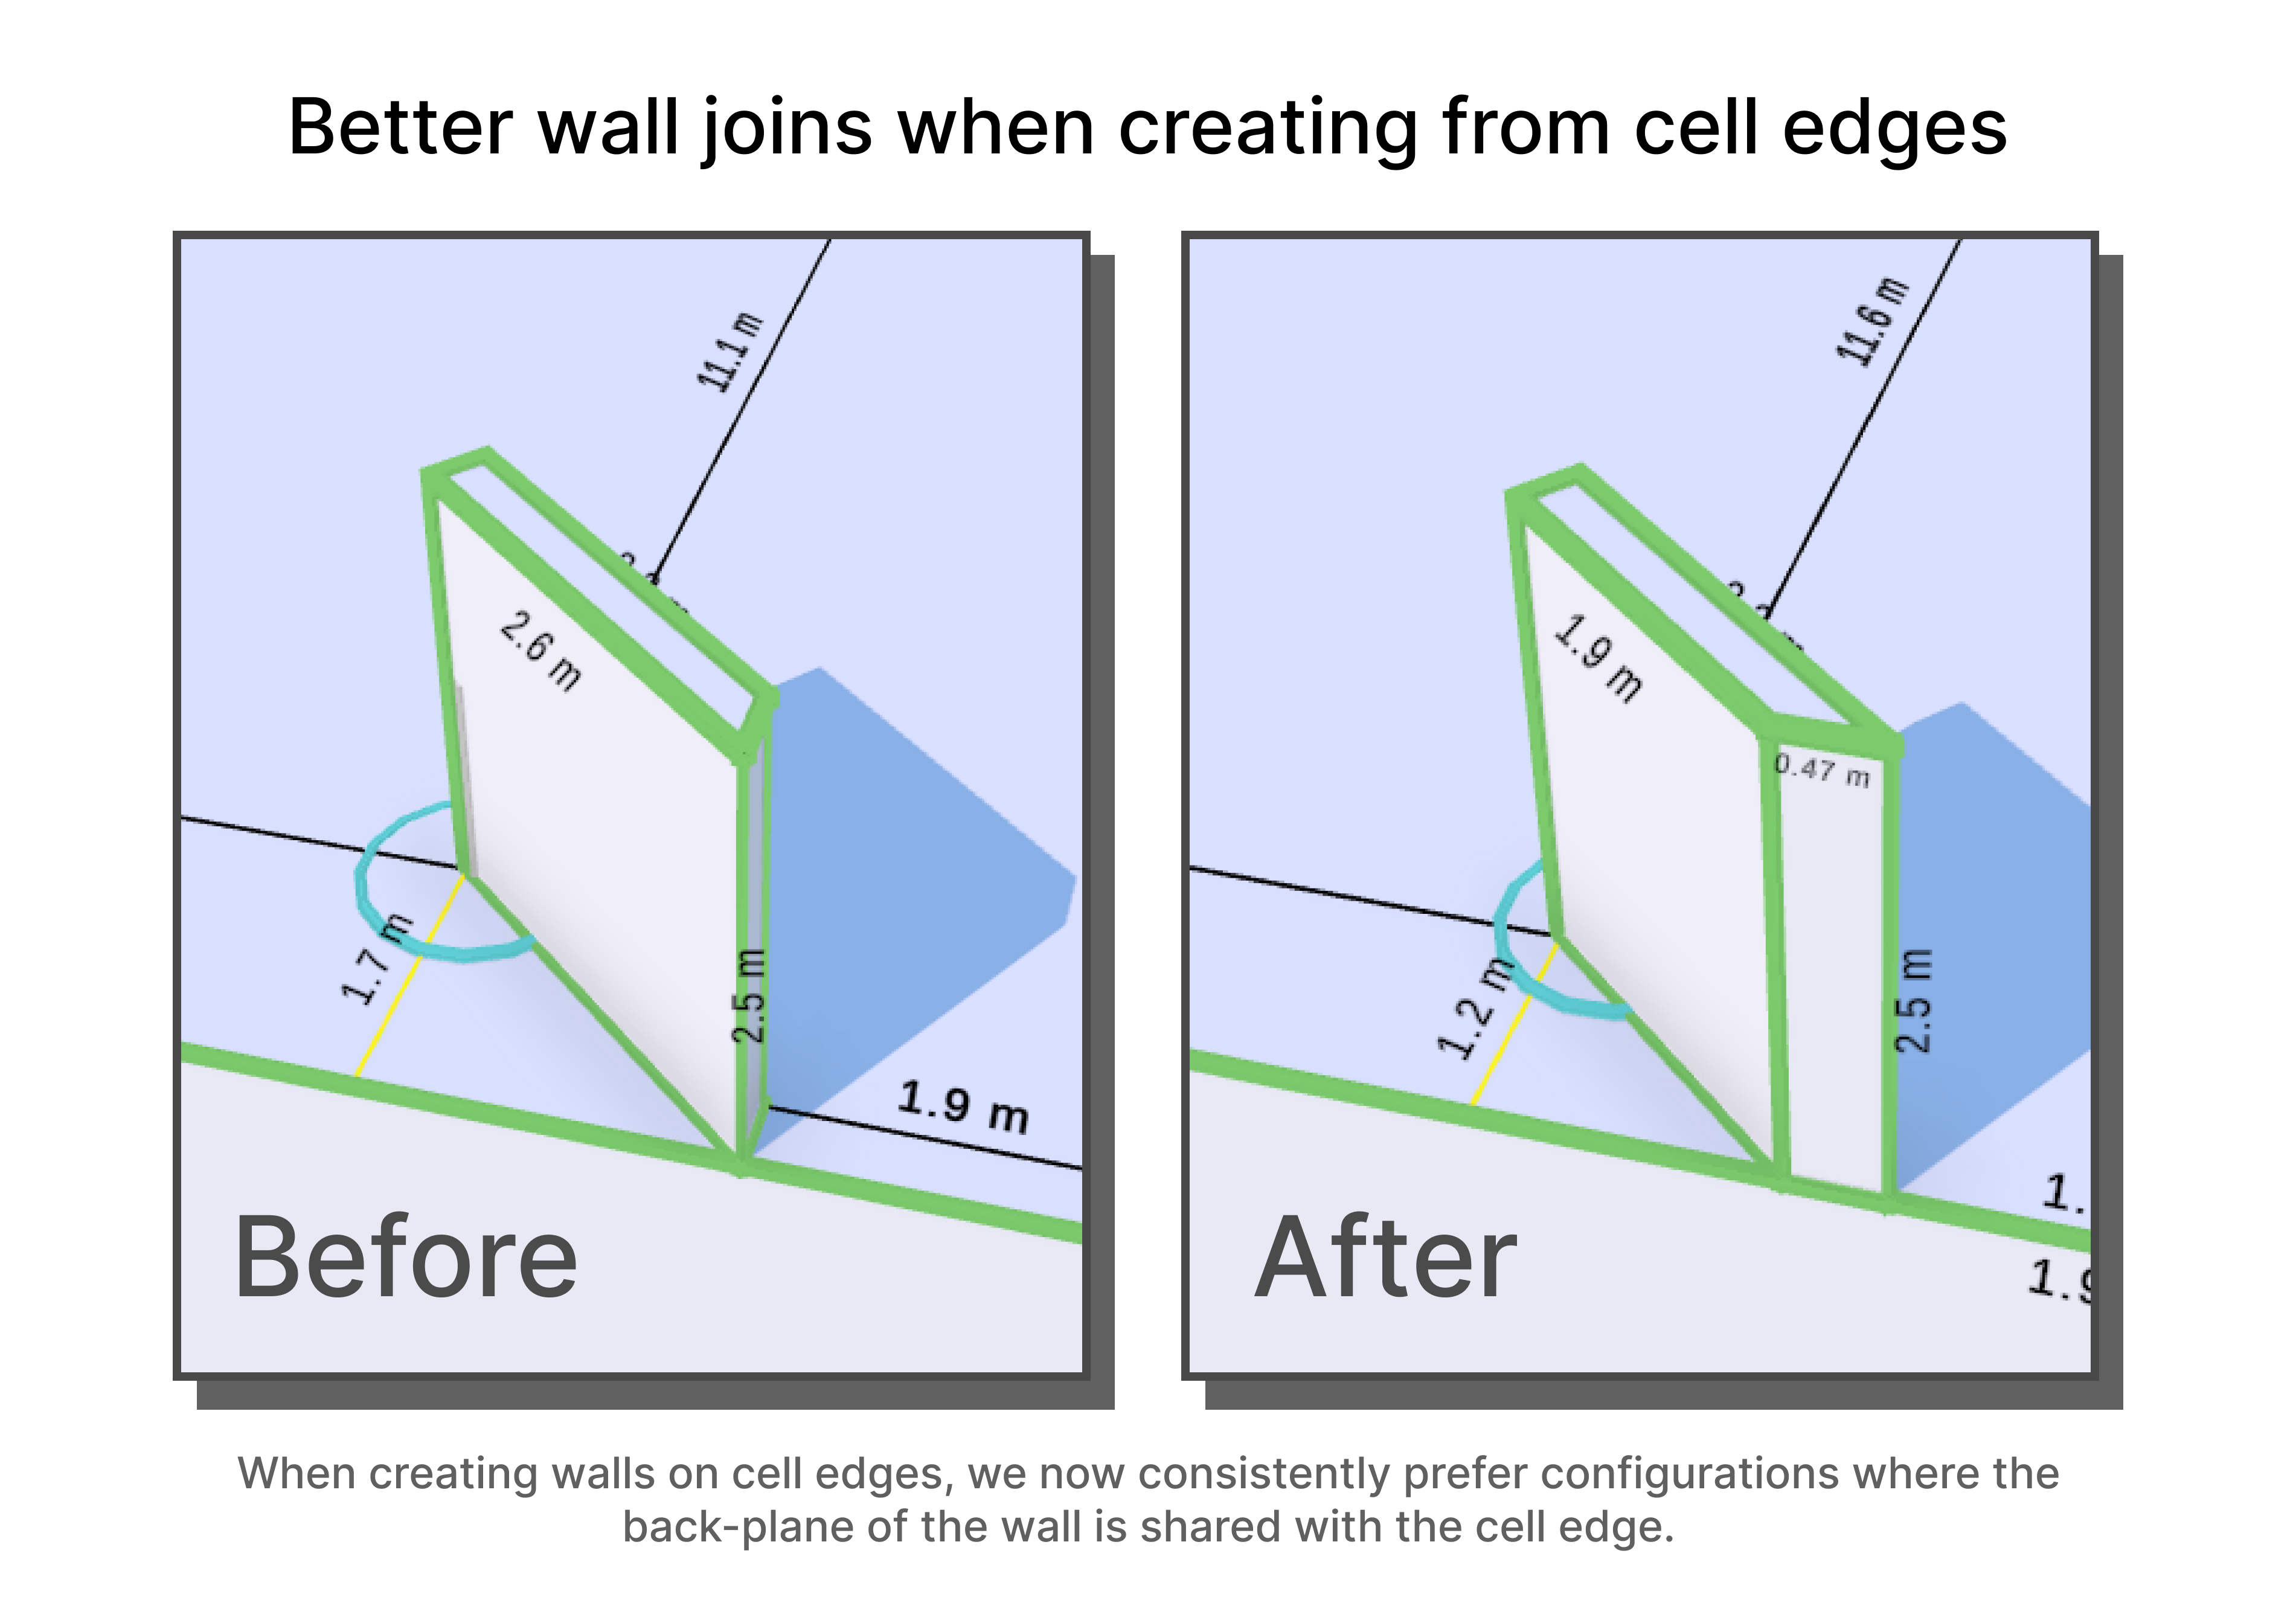 Better wall joins when creating from cell edges
11.1 m
2.6 m
1.7 m
2.5 m
1.9 m
Before
11.6 m
1.9 m
0.47 m
1.2 m
2.5 m
1.
1.9
After
When creating walls on cell edges, we now consistently prefer configurations where the
back-plane of the wall is shared with the cell edge.